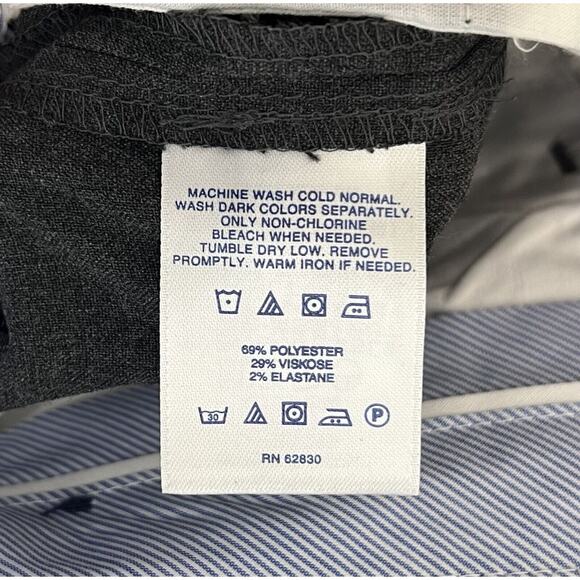 MACHINE WASH COLD NORMAL.
WASH DARK COLORS SEPARATELY.
ONLY NON-CHLORINE
BLEACH WHEN NEEDED.
TUMBLE DRY LOW. REMOVE
PROMPTLY. WARM IRON IF NEEDED.
69% POLYESTER
29% VISKOSE
2% ELASTANE
30 P
RN 62830